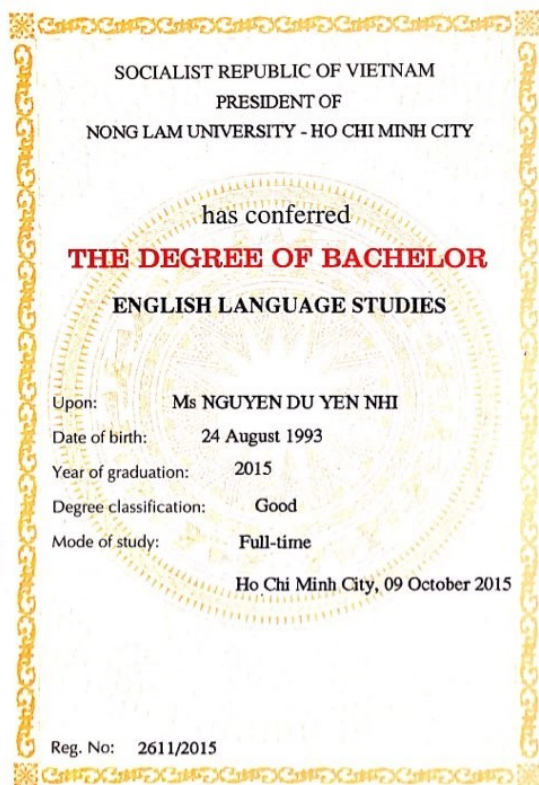 SOCIALIST REPUBLIC OF VIETNAM
PRESIDENT OF
NONG LAM UNIVERSITY - HO CHI MINH CITY
has conferred
THE DEGREE OF BACHELOR
ENGLISH LANGUAGE STUDIES
Upon: Ms NGUYEN DU YEN NHI
Date of birth: 24 August 1993
Year of graduation: 2015
Degree classification: Good
Mode of study: Full-time
Ho Chi Minh City, 09 October 2015
Reg. No: 2611/2015